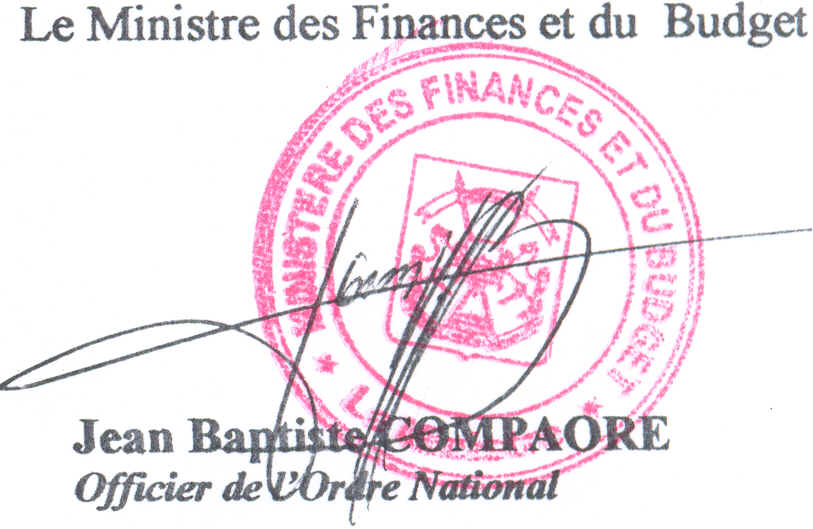 Le Ministre des Finances et du Budget
MINISTERE DES FINANCES ET DU BUDGET
Jean Baptiste COMPAORE
Officier de L'Ordre National